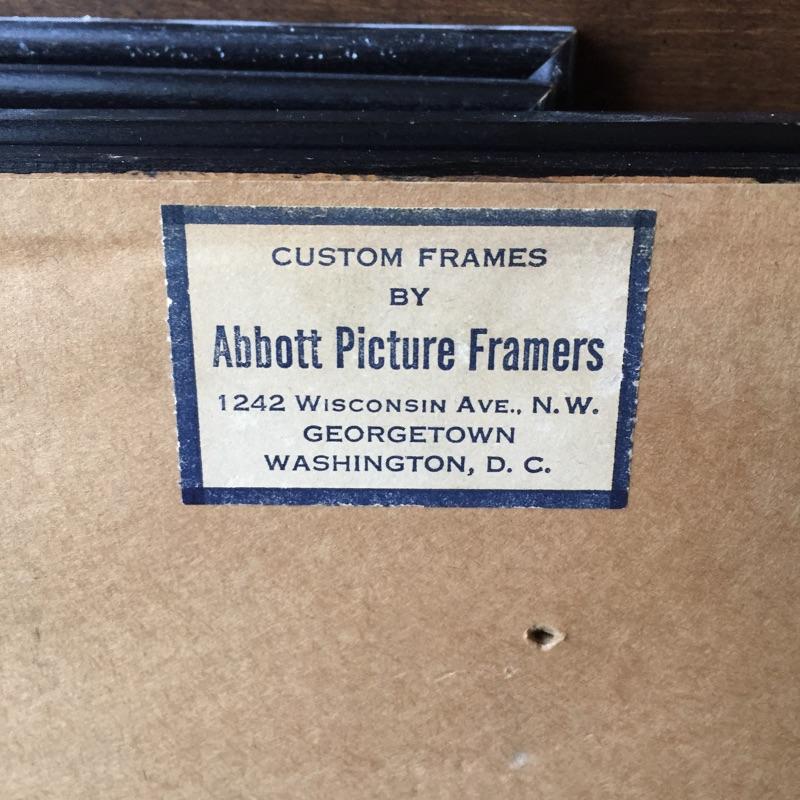 CUSTOM FRAMES
BY
Abbott Picture Framers
1242 WISCONSIN AVE., N.W.
GEORGETOWN
WASHINGTON, D. C.